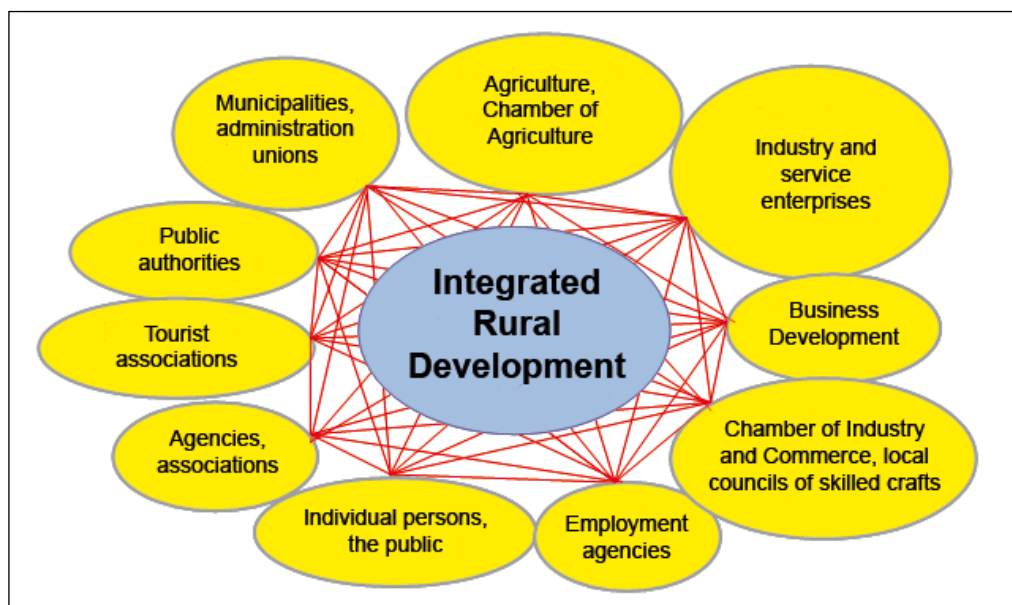 Municipalities,
administration
unions
Agriculture,
Chamber of
Agriculture
Industry and
service
enterprises
Public
authorities
Integrated
Rural
Development
Business
Development
Tourist
associations
Agencies,
associations
Chamber of Industry
and Commerce, local
councils of skilled crafts
Individual persons,
the public
Employment
agencies